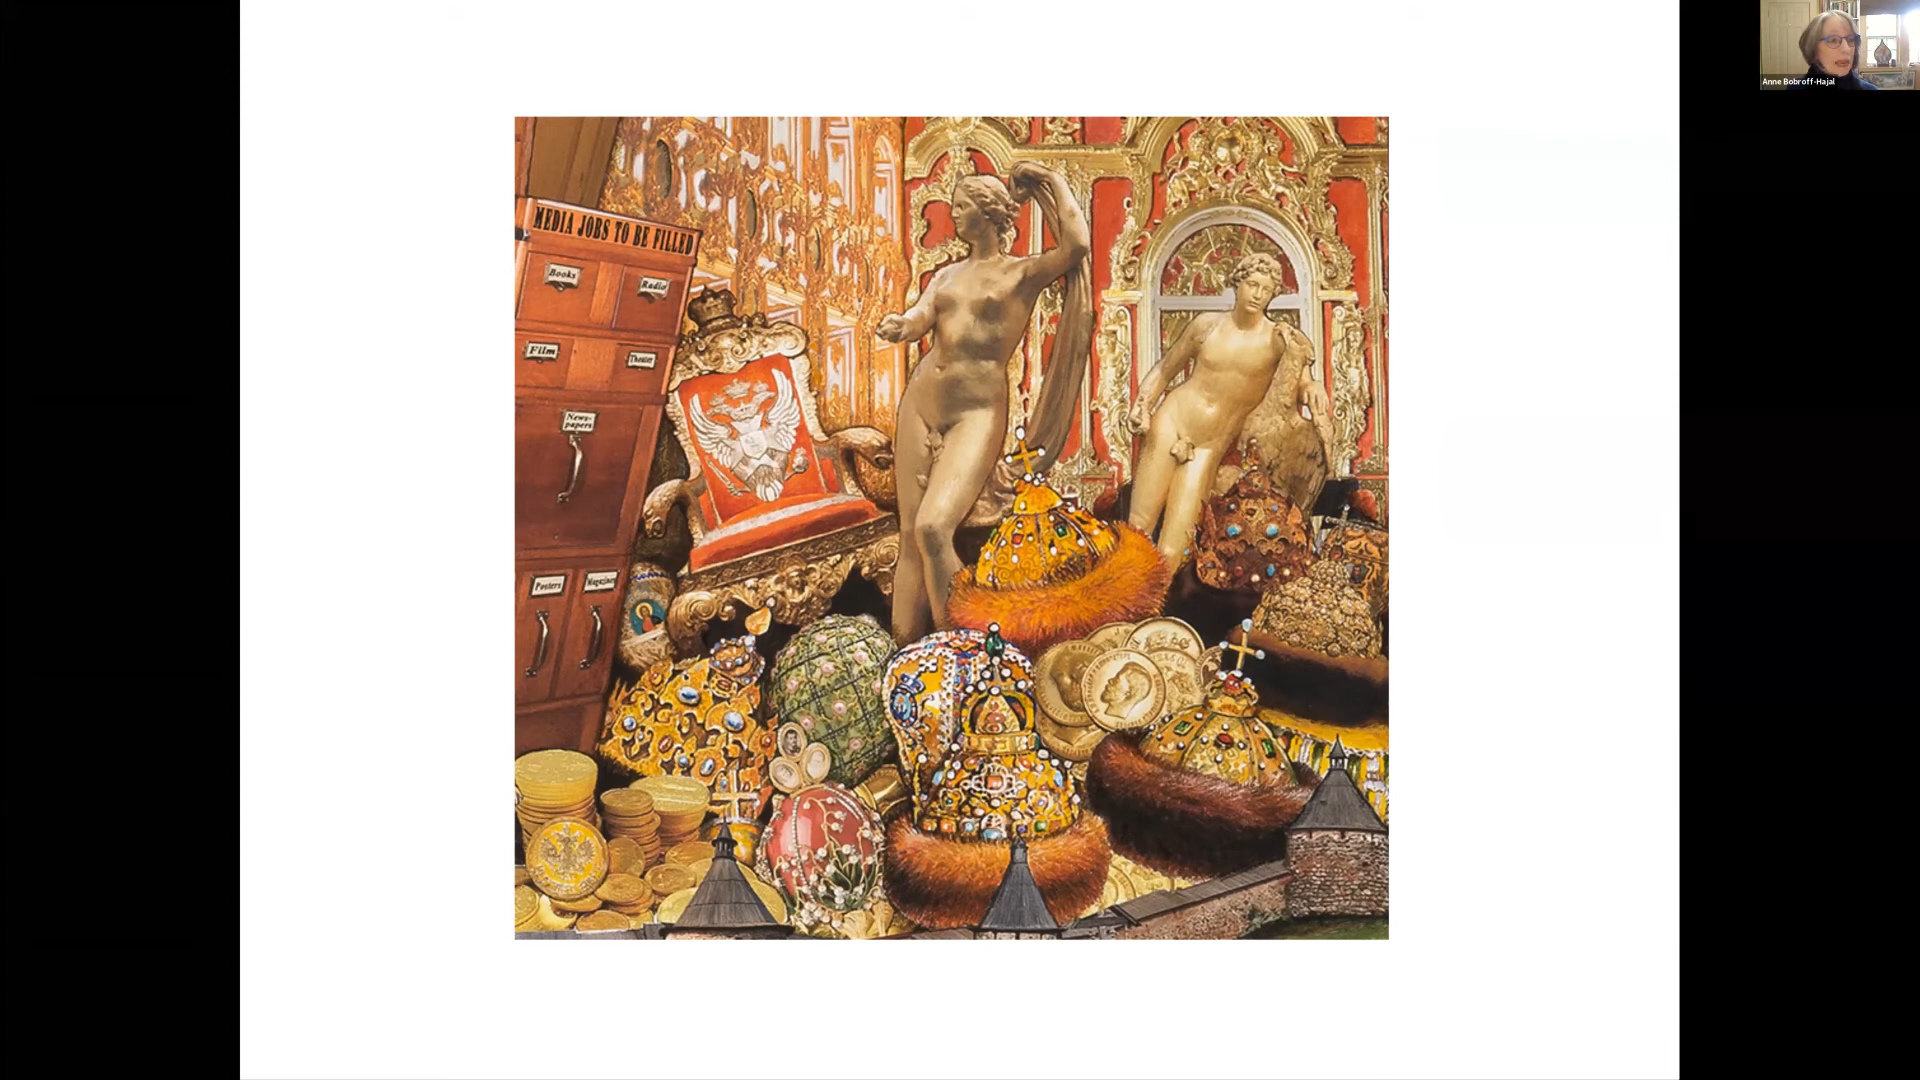 MEDIA JOBS TO BE FILLED
Books
Radio
Film
Theater
News-
papers
Posters
Magazines
Anne Bobroff-Hajal